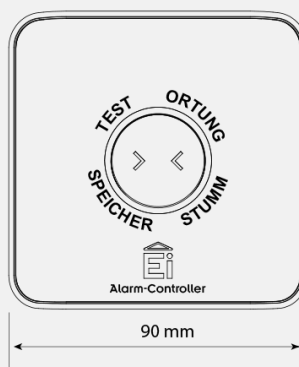 TEST
ORTUNG
SPEICHER
STUMM
Ei
Alarm-Controller
90 mm